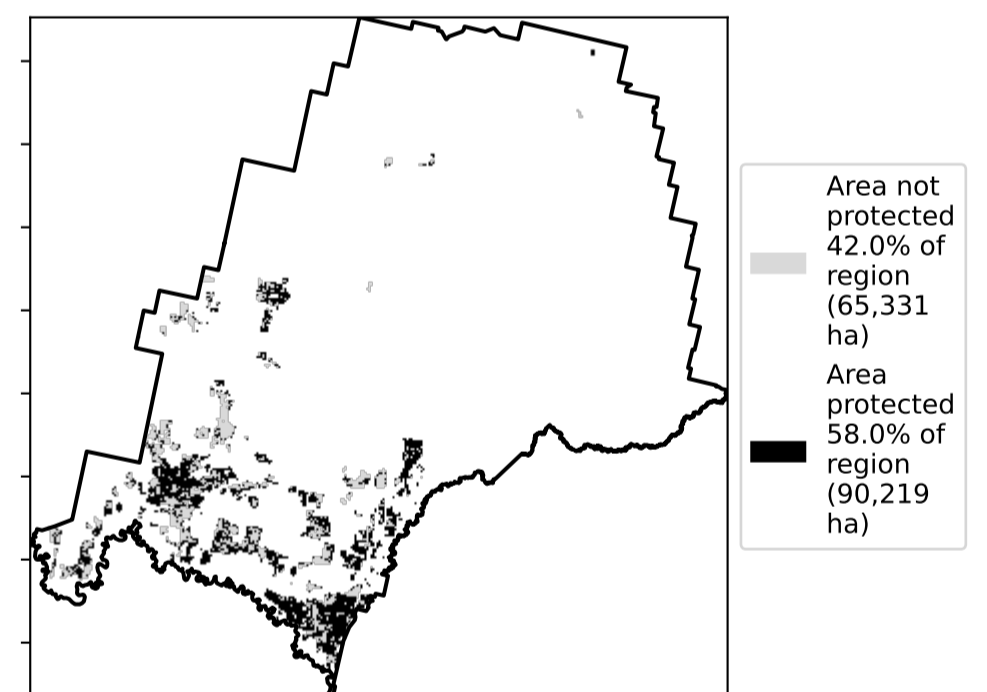 Area not
protected
42.0% of
region
(65,331
ha)
Area
protected
58.0% of
region
(90,219
ha)